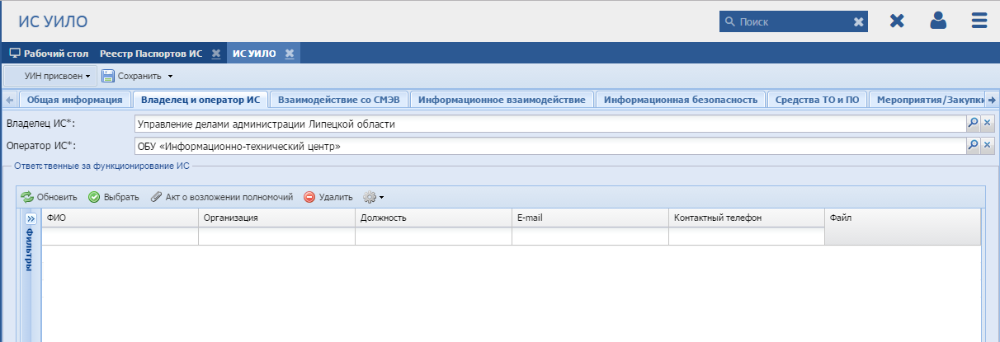 ИС УИЛО
Поиск
Рабочий стол Реестр Паспортов ИС ИС УИЛО
УИН присвоен Сохранить
Общая информация Владелец и оператор ИС Взаимодействие со СМЭВ Информационное взаимодействие Информационная безопасность Средства ТО и ПО Мероприятия/Закупки
Владелец ИС*: Управление делами администрации Липецкой области
Оператор ИС*: ОБУ «Информационно-технический центр»
Ответственные за функционирование ИС
Обновить Выбрать Акт о возложении полномочий Удалить
ФИО Организация Должность E-mail Контактный телефон Файл
Фильтры